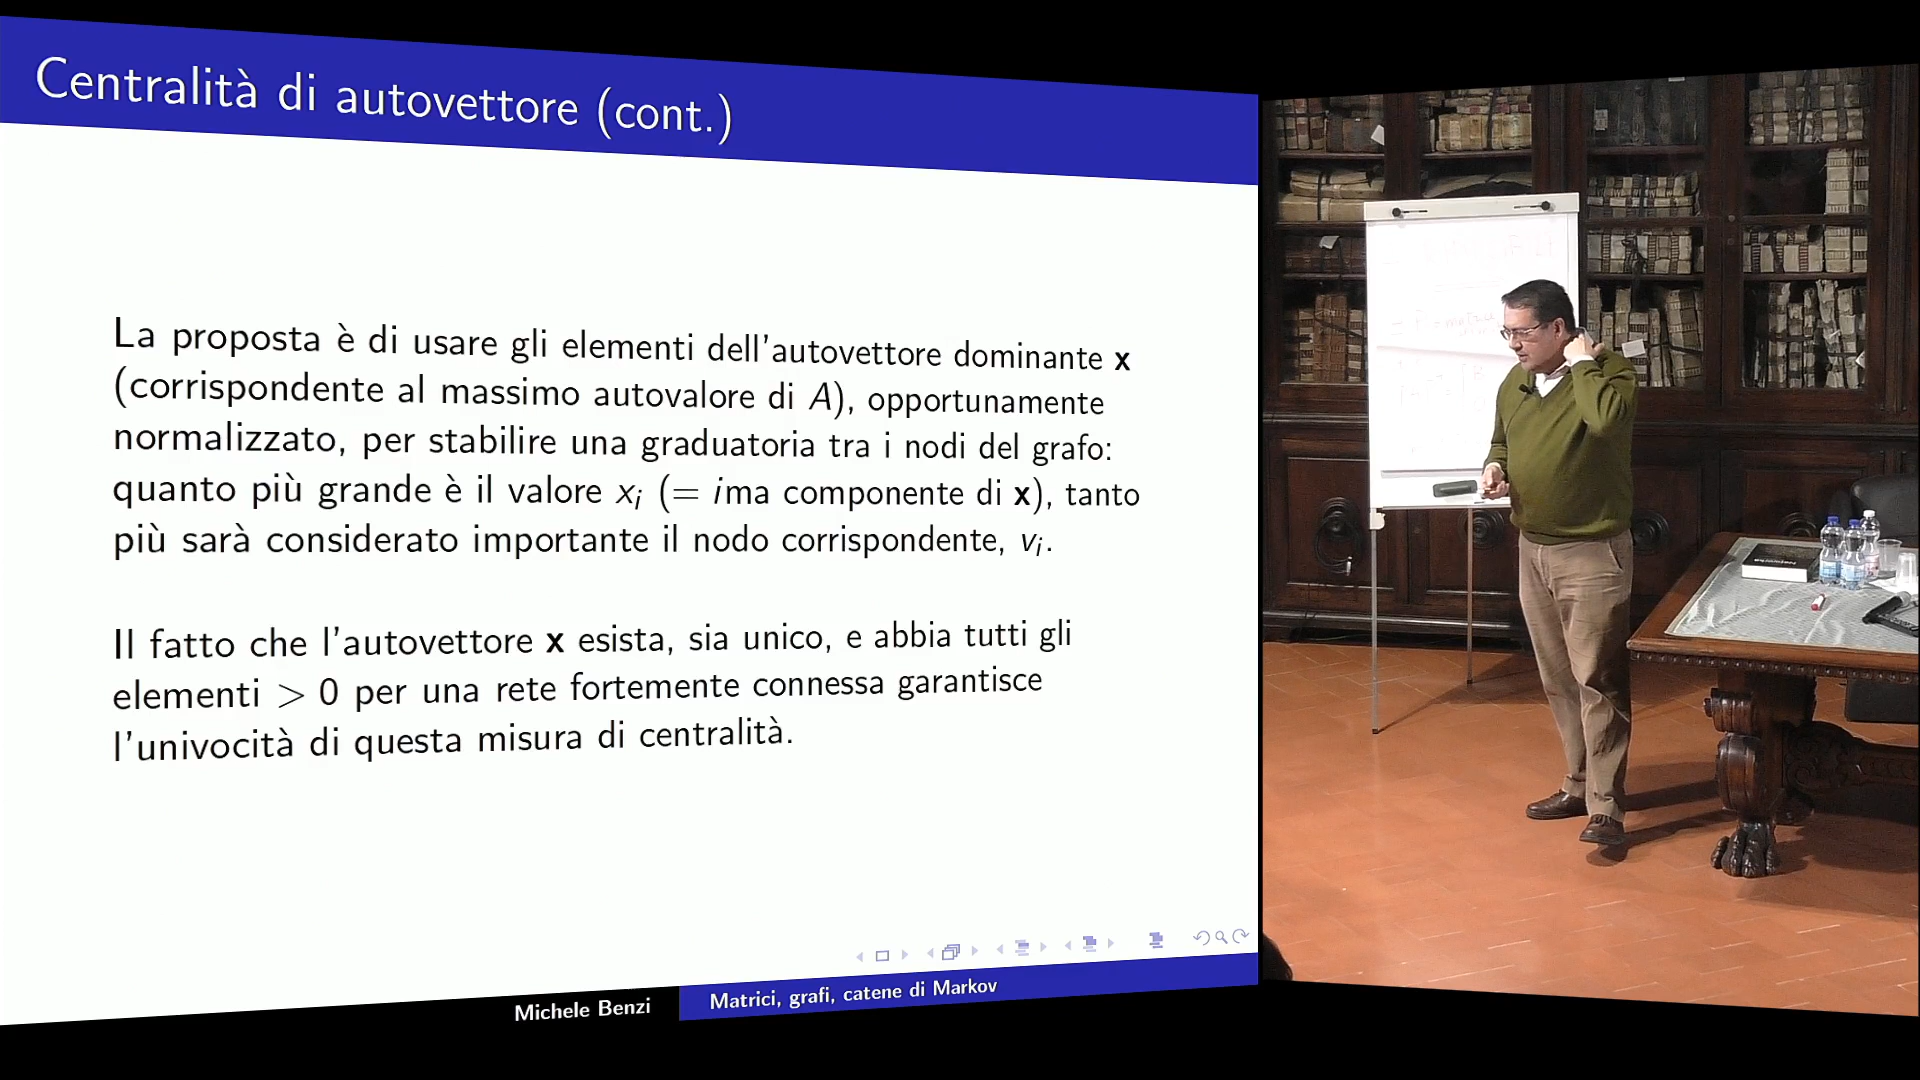 Centralità di autovettore (cont.)
La proposta è di usare gli elementi dell'autovettore dominante x
(corrispondente al massimo autovalore di A), opportunamente
normalizzato, per stabilire una graduatoria tra i nodi del grafo:
quanto più grande è il valore xi (= ima componente di x), tanto
più sarà considerato importante il nodo corrispondente, vi.
Il fatto che l'autovettore x esista, sia unico, e abbia tutti gli
elementi > 0 per una rete fortemente connessa garantisce
l'univocità di questa misura di centralità.
Michele Benzi
Matrici, grafi, catene di Markov